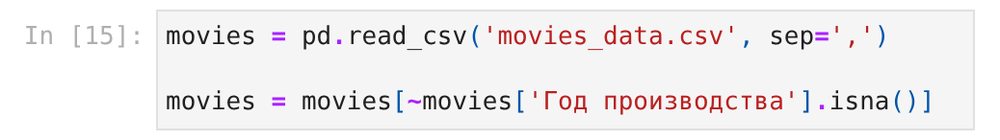 In [15]: movies = pd.read_csv('movies_data.csv', sep=',')
movies = movies[~movies['Год производства'].isna()]